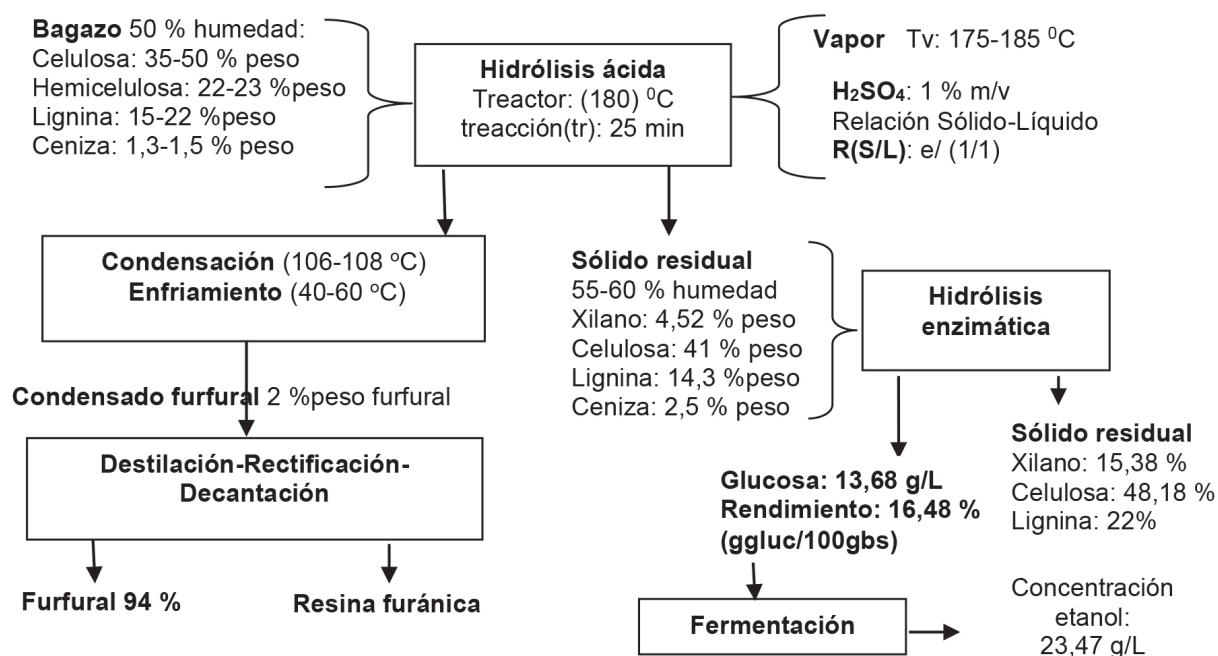 Bagazo 50 % humedad:
Celulosa: 35-50 % peso
Hemicelulosa: 22-23 %peso
Lignina: 15-22 %peso
Ceniza: 1,3-1,5 % peso
Hidrólisis ácida
Treactor: (180) ⁰C
treacción(tr): 25 min
Vapor Tv: 175-185 ⁰C
H₂SO₄: 1 % m/v
Relación Sólido-Líquido
R(S/L): e/ (1/1)
Condensación (106-108 ºC)
Enfriamiento (40-60 ºC)
Condensado furfural 2 %peso furfural
Destilación-Rectificación-
Decantación
Furfural 94 %
Resina furánica
Sólido residual
55-60 % humedad
Xilano: 4,52 % peso
Celulosa: 41 % peso
Lignina: 14,3 %peso
Ceniza: 2,5 % peso
Hidrólisis
enzimática
Glucosa: 13,68 g/L
Rendimiento: 16,48 %
(ggluc/100gbs)
Sólido residual
Xilano: 15,38 %
Celulosa: 48,18 %
Lignina: 22%
Fermentación
Concentración
etanol:
23,47 g/L